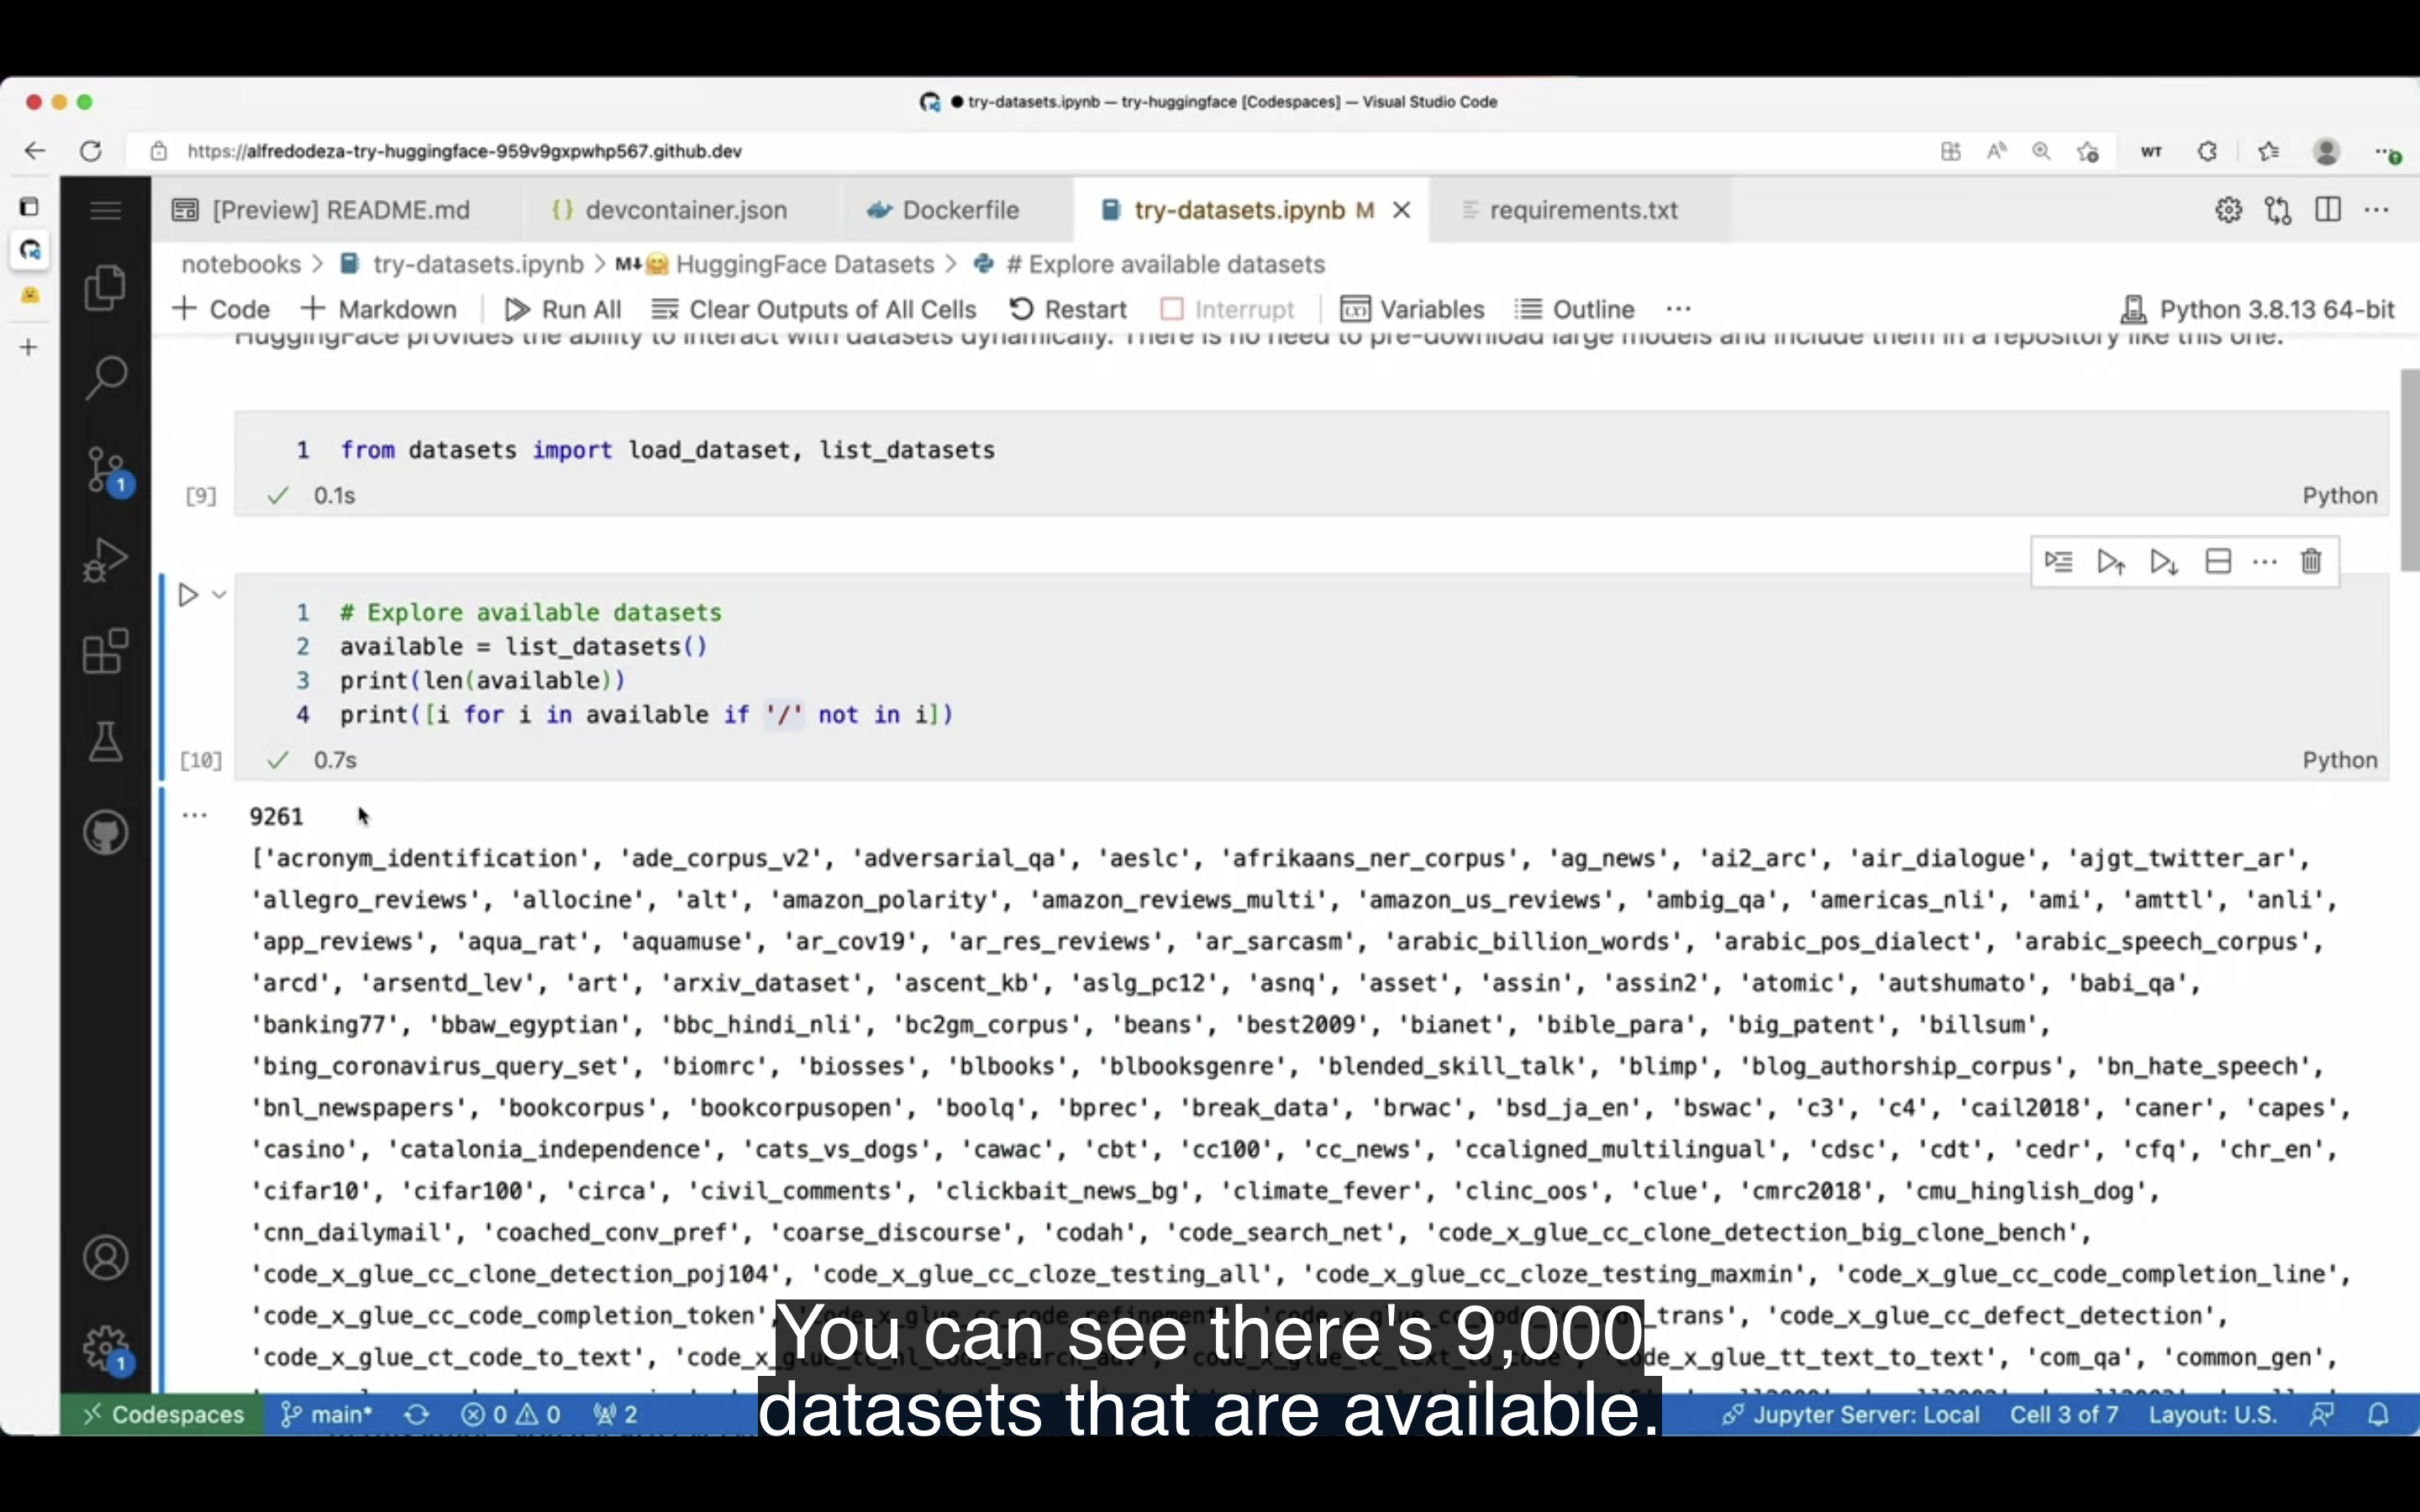 try-datasets.ipynb — try-huggingface [Codespaces] — Visual Studio Code
https://alfredodeza-try-huggingface-959v9gxpwhp567.github.dev
WT
[Preview] README.md
devcontainer.json
Dockerfile
try-datasets.ipynb M
requirements.txt
notebooks > try-datasets.ipynb > M↓🤗 HuggingFace Datasets > # Explore available datasets
+ Code + Markdown Run All Clear Outputs of All Cells Restart Interrupt Variables Outline ... Python 3.8.13 64-bit
HuggingFace provides the ability to interact with datasets dynamically. There is no need to pre-download large models and include them in a repository like this one.
1 from datasets import load_dataset, list_datasets
[9] ✓ 0.1s Python
1 # Explore available datasets
2 available = list_datasets()
3 print(len(available))
4 print([i for i in available if '/' not in i])
[10] ✓ 0.7s Python
9261
['acronym_identification', 'ade_corpus_v2', 'adversarial_qa', 'aeslc', 'afrikaans_ner_corpus', 'ag_news', 'ai2_arc', 'air_dialogue', 'ajgt_twitter_ar',
'allegro_reviews', 'allocine', 'alt', 'amazon_polarity', 'amazon_reviews_multi', 'amazon_us_reviews', 'ambig_qa', 'americas_nli', 'ami', 'amttl', 'anli',
'app_reviews', 'aqua_rat', 'aquamuse', 'ar_cov19', 'ar_res_reviews', 'ar_sarcasm', 'arabic_billion_words', 'arabic_pos_dialect', 'arabic_speech_corpus',
'arcd', 'arsentd_lev', 'art', 'arxiv_dataset', 'ascent_kb', 'aslg_pc12', 'asnq', 'asset', 'assin', 'assin2', 'atomic', 'autshumato', 'babi_qa',
'banking77', 'bbaw_egyptian', 'bbc_hindi_nli', 'bc2gm_corpus', 'beans', 'best2009', 'bianet', 'bible_para', 'big_patent', 'billsum',
'bing_coronavirus_query_set', 'biomrc', 'biosses', 'blbooks', 'blbooksgenre', 'blended_skill_talk', 'blimp', 'blog_authorship_corpus', 'bn_hate_speech',
'bnl_newspapers', 'bookcorpus', 'bookcorpusopen', 'boolq', 'bprec', 'break_data', 'brwac', 'bsd_ja_en', 'bswac', 'c3', 'c4', 'cail2018', 'caner', 'capes',
'casino', 'catalonia_independence', 'cats_vs_dogs', 'cawac', 'cbt', 'cc100', 'cc_news', 'ccaligned_multilingual', 'cdsc', 'cdt', 'cedr', 'cfq', 'chr_en',
'cifar10', 'cifar100', 'circa', 'civil_comments', 'clickbait_news_bg', 'climate_fever', 'clinc_oos', 'clue', 'cmrc2018', 'cmu_hinglish_dog',
'cnn_dailymail', 'coached_conv_pref', 'coarse_discourse', 'codah', 'code_search_net', 'code_x_glue_cc_clone_detection_big_clone_bench',
'code_x_glue_cc_clone_detection_poj104', 'code_x_glue_cc_cloze_testing_all', 'code_x_glue_cc_cloze_testing_maxmin', 'code_x_glue_cc_code_completion_line',
'code_x_glue_cc_code_completion_token', 'code_x_glue_cc_code_refinement', _trans', 'code_x_glue_cc_defect_detection',
'code_x_glue_ct_code_to_text', 'code_x_glue_tt_text_to_text', 'com_qa', 'common_gen',
You can see there's 9,000
datasets that are available.
Codespaces main* 0 0 2 Jupyter Server: Local Cell 3 of 7 Layout: U.S.
1
1